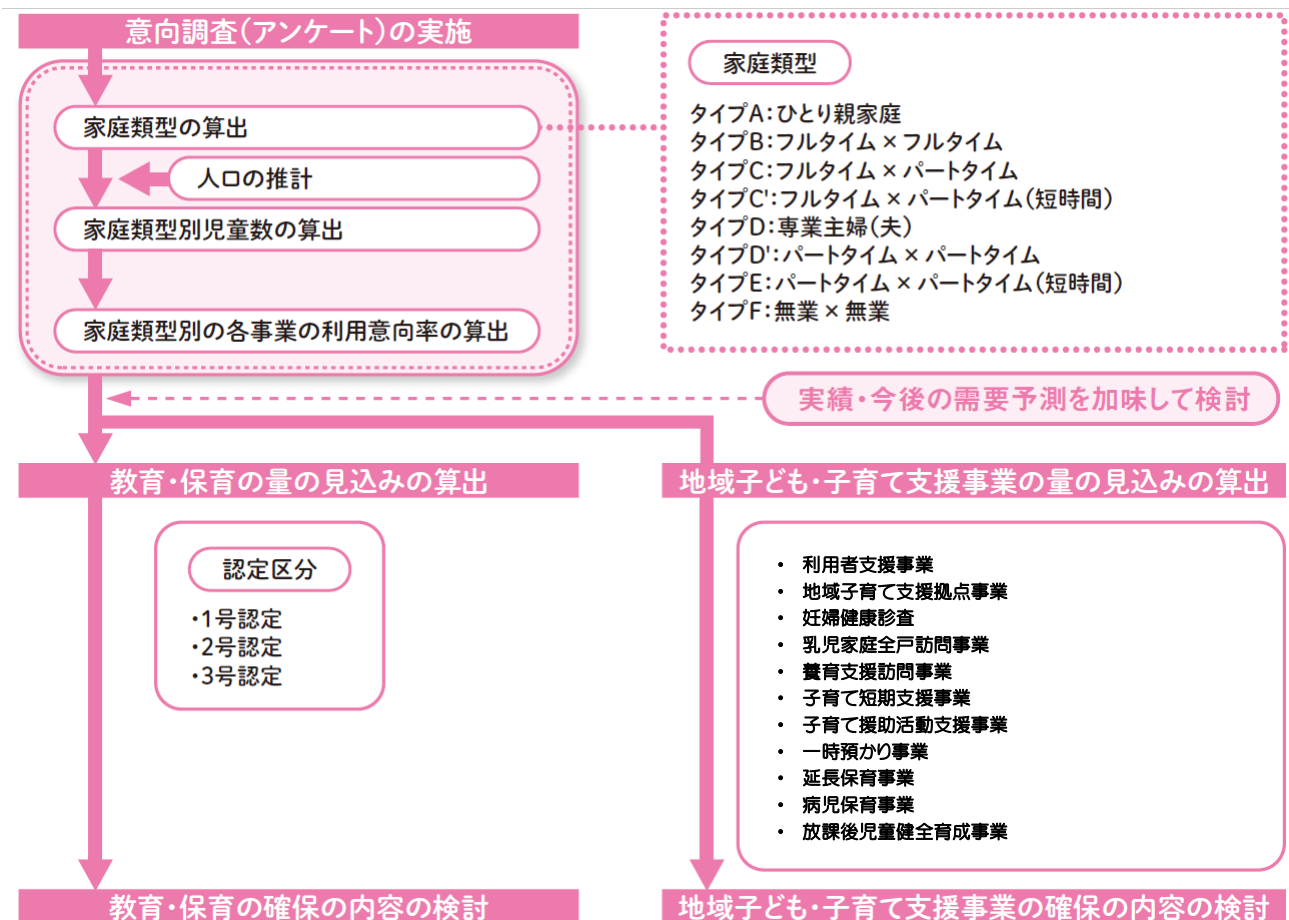 意向調査(アンケート)の実施
家庭類型の算出
人口の推計
家庭類型別児童数の算出
家庭類型別の各事業の利用意向率の算出
家庭類型
タイプA:ひとり親家庭
タイプB:フルタイム×フルタイム
タイプC:フルタイム×パートタイム
タイプC':フルタイム×パートタイム(短時間)
タイプD:専業主婦(夫)
タイプD':パートタイム×パートタイム
タイプE:パートタイム×パートタイム(短時間)
タイプF:無業×無業
実績・今後の需要予測を加味して検討
教育・保育の量の見込みの算出
認定区分
・1号認定
・2号認定
・3号認定
教育・保育の確保の内容の検討
地域子ども・子育て支援事業の量の見込みの算出
・ 利用者支援事業
・ 地域子育て支援拠点事業
・ 妊婦健康診査
・ 乳児家庭全戸訪問事業
・ 養育支援訪問事業
・ 子育て短期支援事業
・ 子育て援助活動支援事業
・ 一時預かり事業
・ 延長保育事業
・ 病児保育事業
・ 放課後児童健全育成事業
地域子ども・子育て支援事業の確保の内容の検討